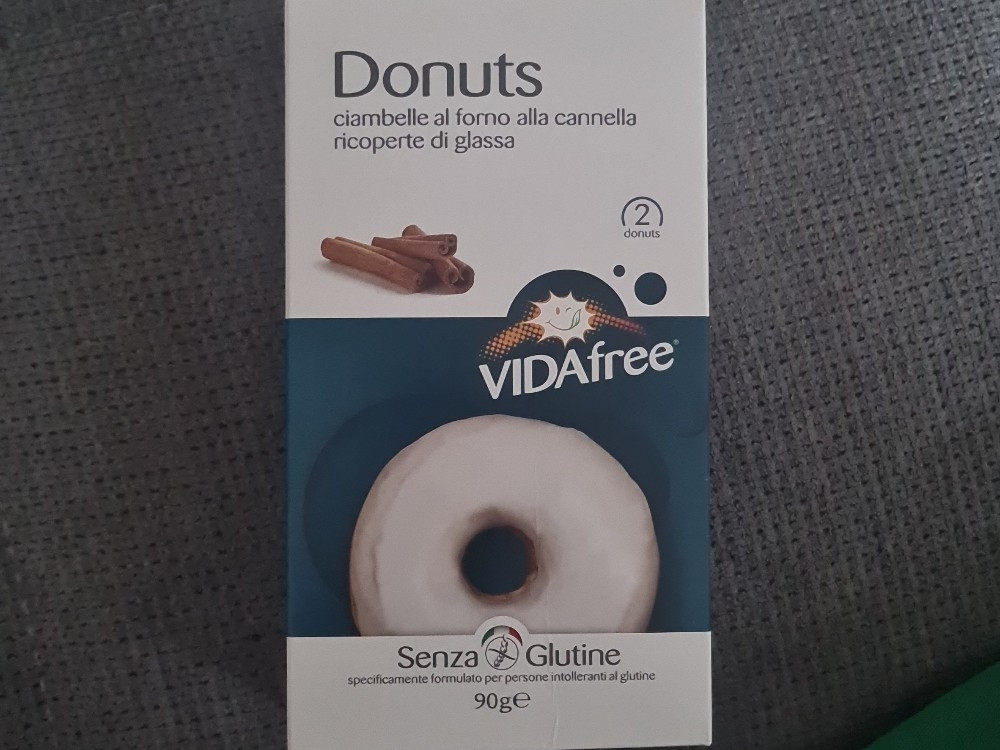 Donuts
ciambelle al forno alla cannella
ricoperte di glassa
2
donuts
VIDAfree®
Senza Glutine
specificamente formulato per persone intolleranti al glutine
90g℮